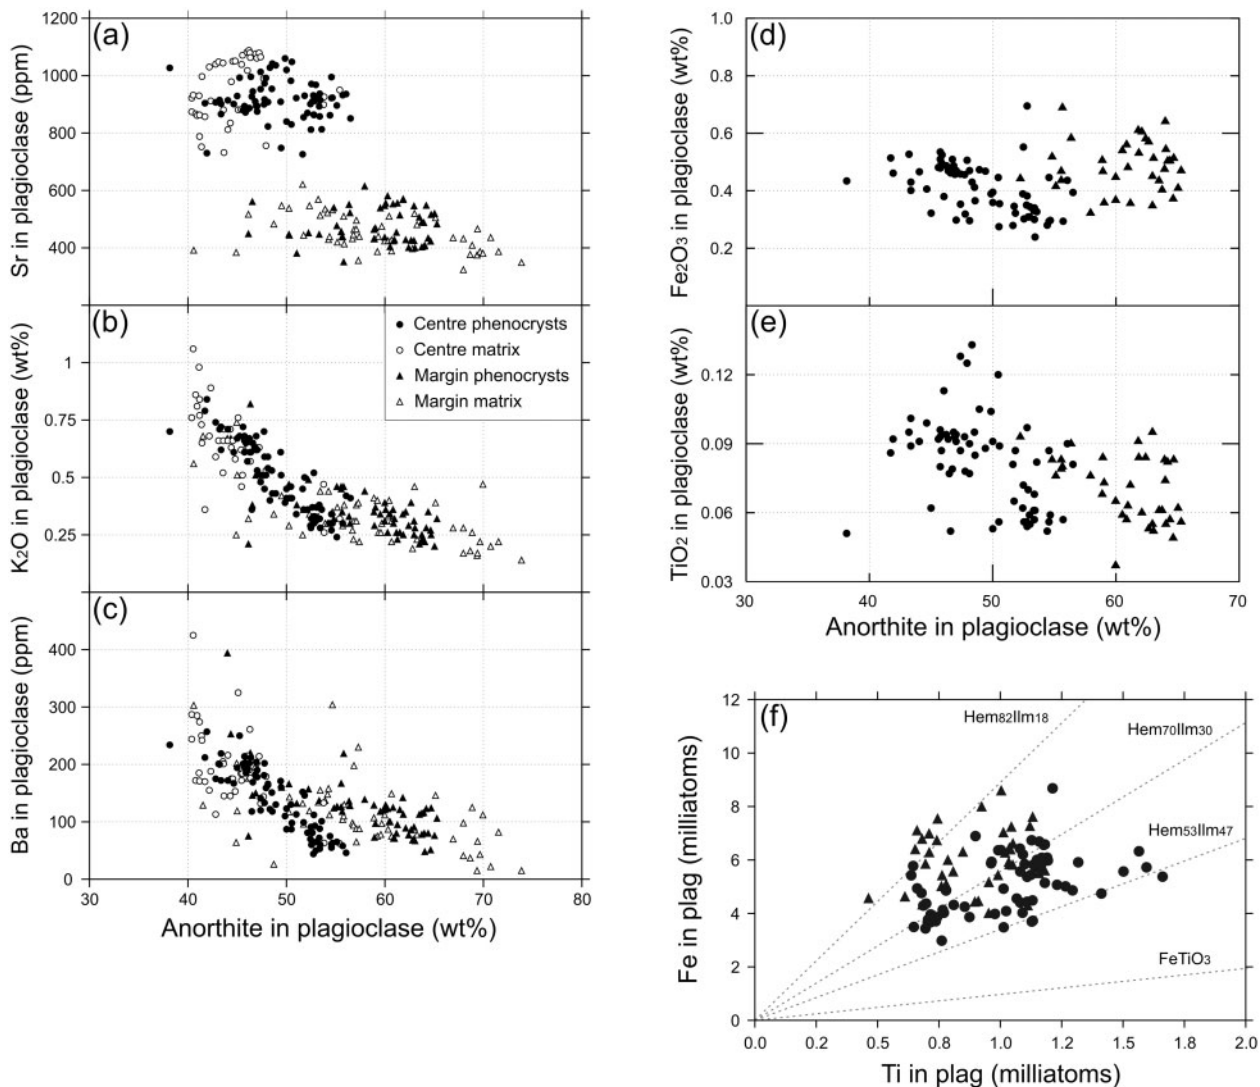 (a)
1200
1000
800
600
400
Sr in plagioclase (ppm)
(b)
1
0.75
0.5
0.25
K2O in plagioclase (wt%)
Centre phenocrysts
Centre matrix
Margin phenocrysts
Margin matrix
(c)
400
300
200
100
0
Ba in plagioclase (ppm)
30 40 50 60 70 80
Anorthite in plagioclase (wt%)
(d)
1.0
0.8
0.6
0.4
0.2
Fe2O3 in plagioclase (wt%)
(e)
0.12
0.09
0.06
0.03
TiO2 in plagioclase (wt%)
30 40 50 60 70
Anorthite in plagioclase (wt%)
(f)
12
10
8
6
4
2
0
Fe in plag (milliatoms)
Hem82Ilm18
Hem70Ilm30
Hem53Ilm47
FeTiO3
0.0 0.2 0.5 0.8 1.0 1.2 1.5 1.8 2.0
Ti in plag (milliatoms)